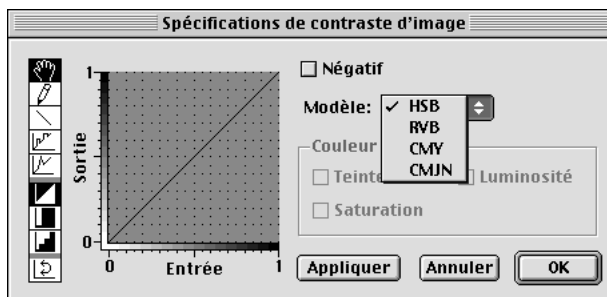 Spécifications de contraste d'image
Négatif
Modèle: HSB
RVB
CMY
CMJN
Couleur
Teinte
Luminosité
Saturation
1
Sortie
0
0 Entrée 1
Appliquer Annuler OK